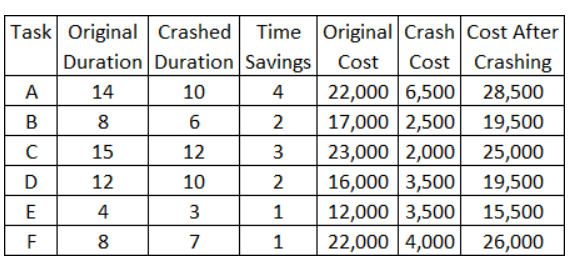 Task Original Crashed Time Original Crash Cost After
Duration Duration Savings Cost Cost Crashing
A 14 10 4 22,000 6,500 28,500
B 8 6 2 17,000 2,500 19,500
C 15 12 3 23,000 2,000 25,000
D 12 10 2 16,000 3,500 19,500
E 4 3 1 12,000 3,500 15,500
F 8 7 1 22,000 4,000 26,000